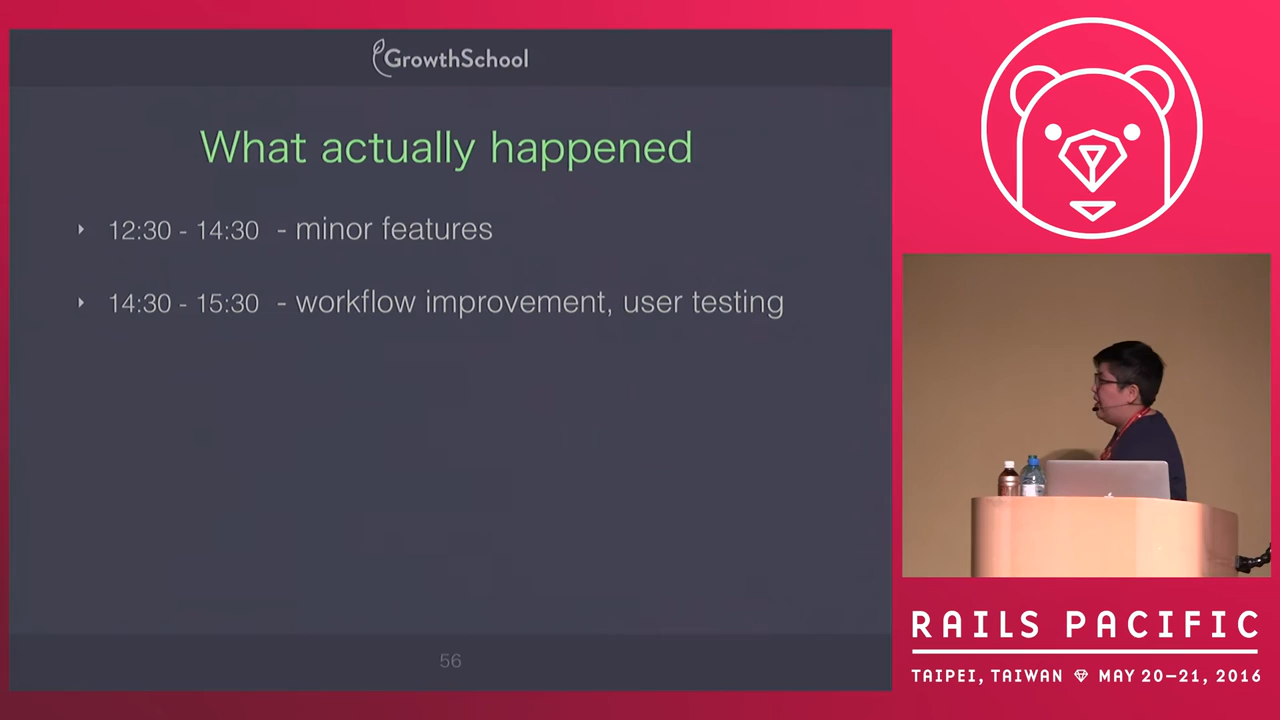 GrowthSchool
What actually happened
12:30 - 14:30 - minor features
14:30 - 15:30 - workflow improvement, user testing
56
RAILS PACIFIC
TAIPEI, TAIWAN MAY 20–21, 2016